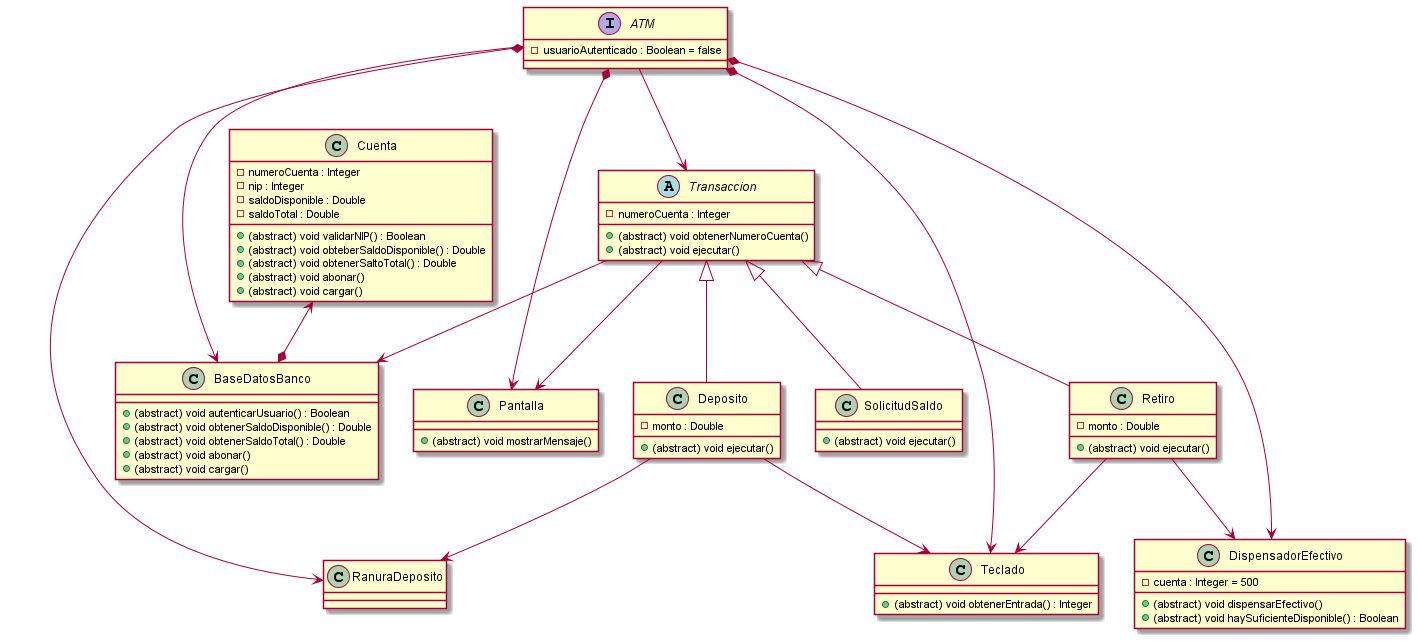 I ATM
usuarioAutenticado : Boolean = false
C Cuenta
numeroCuenta : Integer
nip : Integer
saldoDisponible : Double
saldoTotal : Double
(abstract) void validarNIP() : Boolean
(abstract) void obteberSaldoDisponible() : Double
(abstract) void obtenerSaltoTotal() : Double
(abstract) void abonar()
(abstract) void cargar()
A Transaccion
numeroCuenta : Integer
(abstract) void obtenerNumeroCuenta()
(abstract) void ejecutar()
C BaseDatosBanco
(abstract) void autenticarUsuario() : Boolean
(abstract) void obtenerSaldoDisponible() : Double
(abstract) void obtenerSaldoTotal() : Double
(abstract) void abonar()
(abstract) void cargar()
C Pantalla
(abstract) void mostrarMensaje()
C Deposito
monto : Double
(abstract) void ejecutar()
C SolicitudSaldo
(abstract) void ejecutar()
C Retiro
monto : Double
(abstract) void ejecutar()
C RanuraDeposito
C Teclado
(abstract) void obtenerEntrada() : Integer
C DispensadorEfectivo
cuenta : Integer = 500
(abstract) void dispensarEfectivo()
(abstract) void haySuficienteDisponible() : Boolean